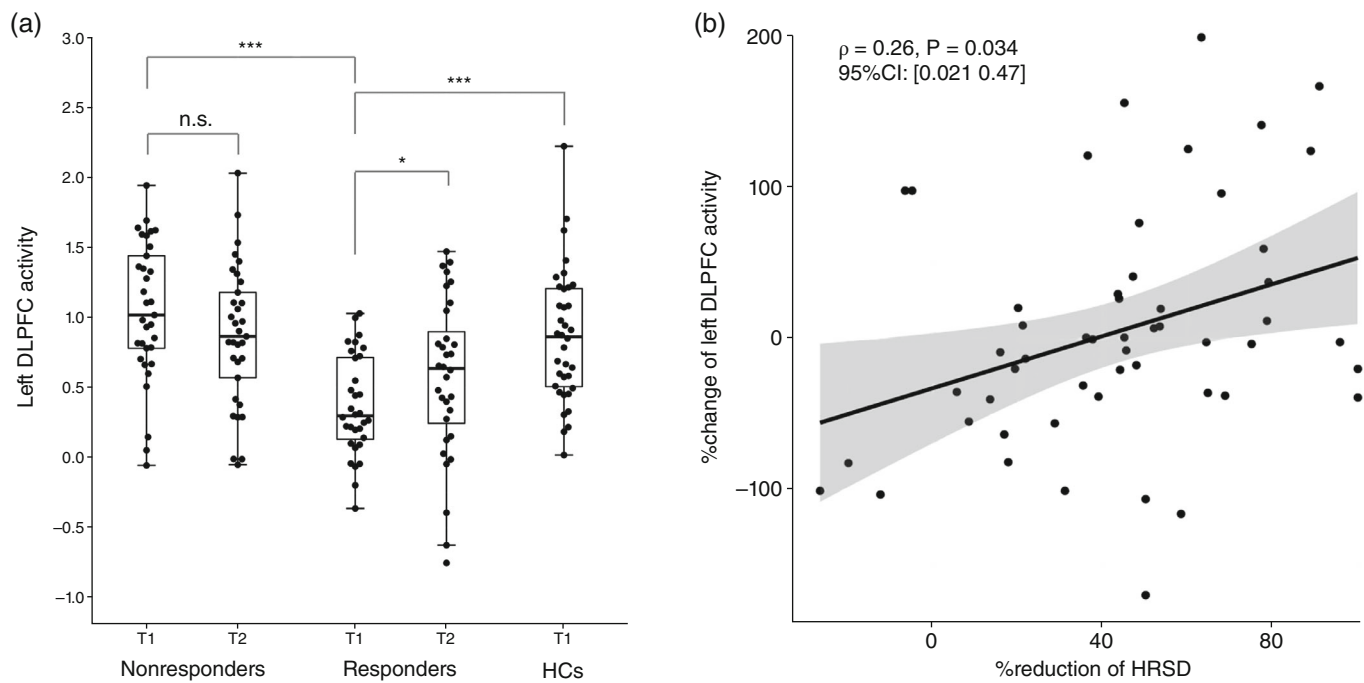 (a)
Left DLPFC activity
3.0
2.5
2.0
1.5
1.0
0.5
0.0
−0.5
−1.0
***
n.s.
***
*
T1
T2
T1
T2
T1
Nonresponders
Responders
HCs
(b)
%change of left DLPFC activity
200
100
0
−100
ρ = 0.26, P = 0.034
95%CI: [0.021 0.47]
0
40
80
%reduction of HRSD